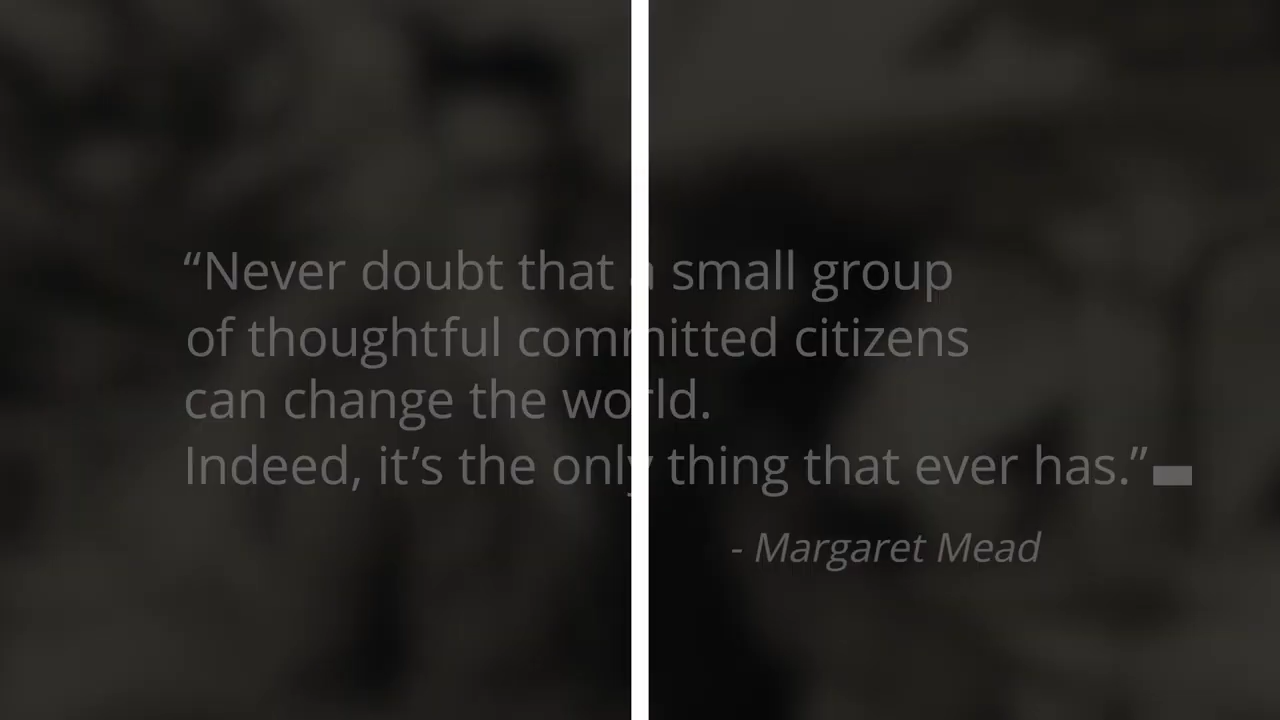 “Never doubt that a small group
of thoughtful committed citizens
can change the world.
Indeed, it’s the only thing that ever has.”
- Margaret Mead